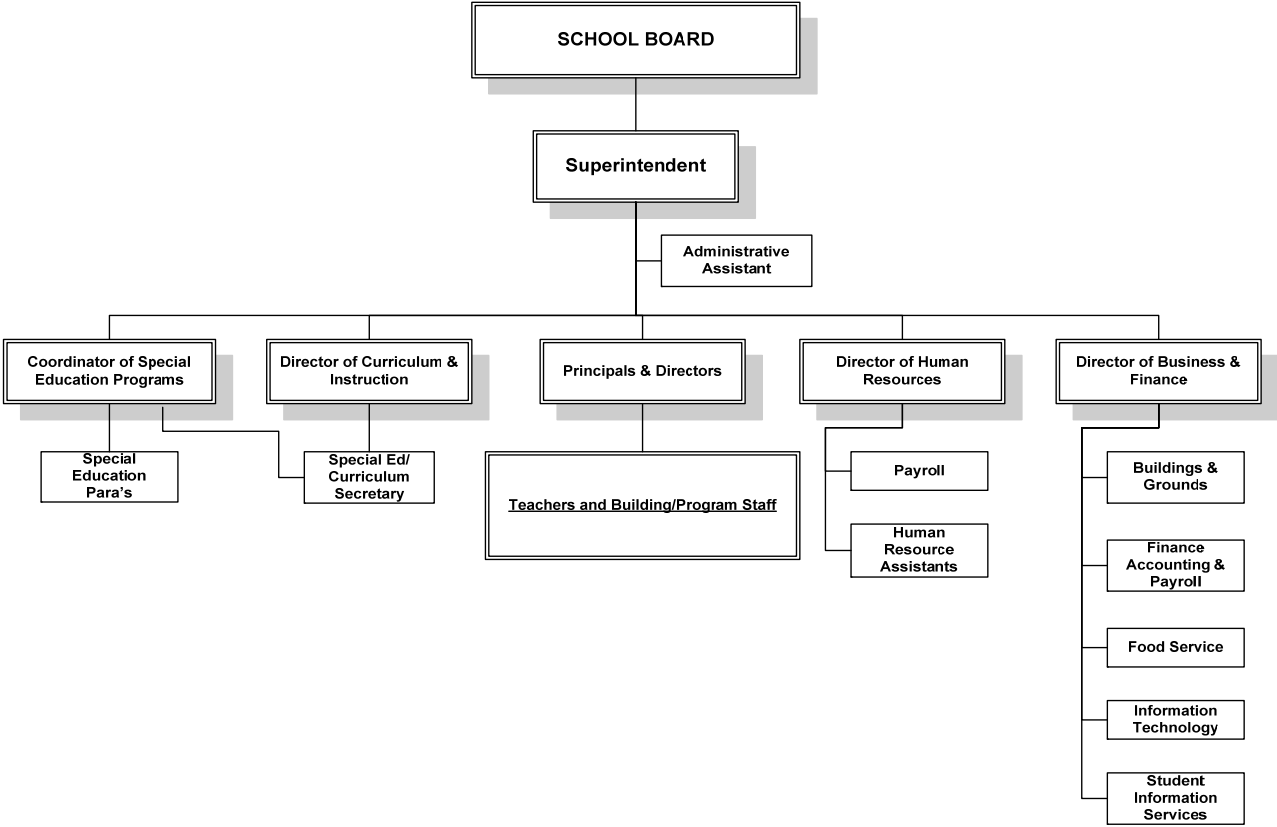 SCHOOL BOARD
Superintendent
Administrative
Assistant
Coordinator of Special
Education Programs
Director of Curriculum &
Instruction
Principals & Directors
Director of Human
Resources
Director of Business &
Finance
Special
Education
Para's
Special Ed/
Curriculum
Secretary
Teachers and Building/Program Staff
Payroll
Human
Resource
Assistants
Buildings &
Grounds
Finance
Accounting &
Payroll
Food Service
Information
Technology
Student
Information
Services